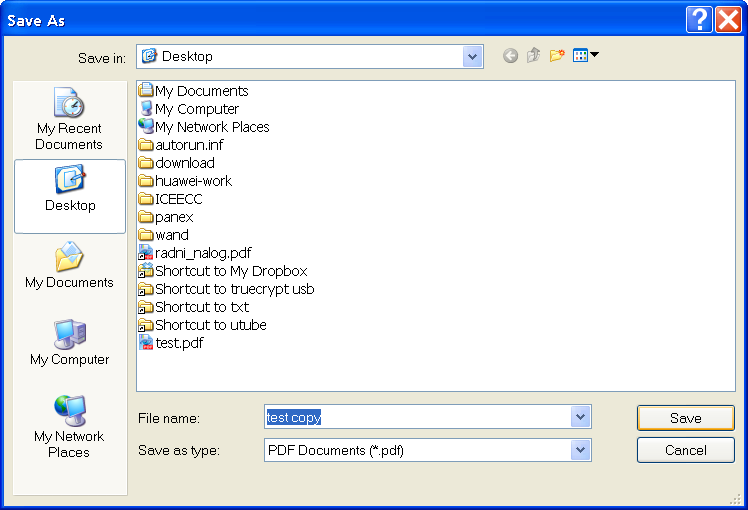 Save As
Save in:
Desktop
My Recent
Documents
Desktop
My Documents
My Computer
My Network
Places
My Documents
My Computer
My Network Places
autorun.inf
download
huawei-work
ICEECC
panex
wand
radni_nalog.pdf
Shortcut to My Dropbox
Shortcut to truecrypt usb
Shortcut to txt
Shortcut to utube
test.pdf
File name:
test copy
Save
Save as type:
PDF Documents (*.pdf)
Cancel